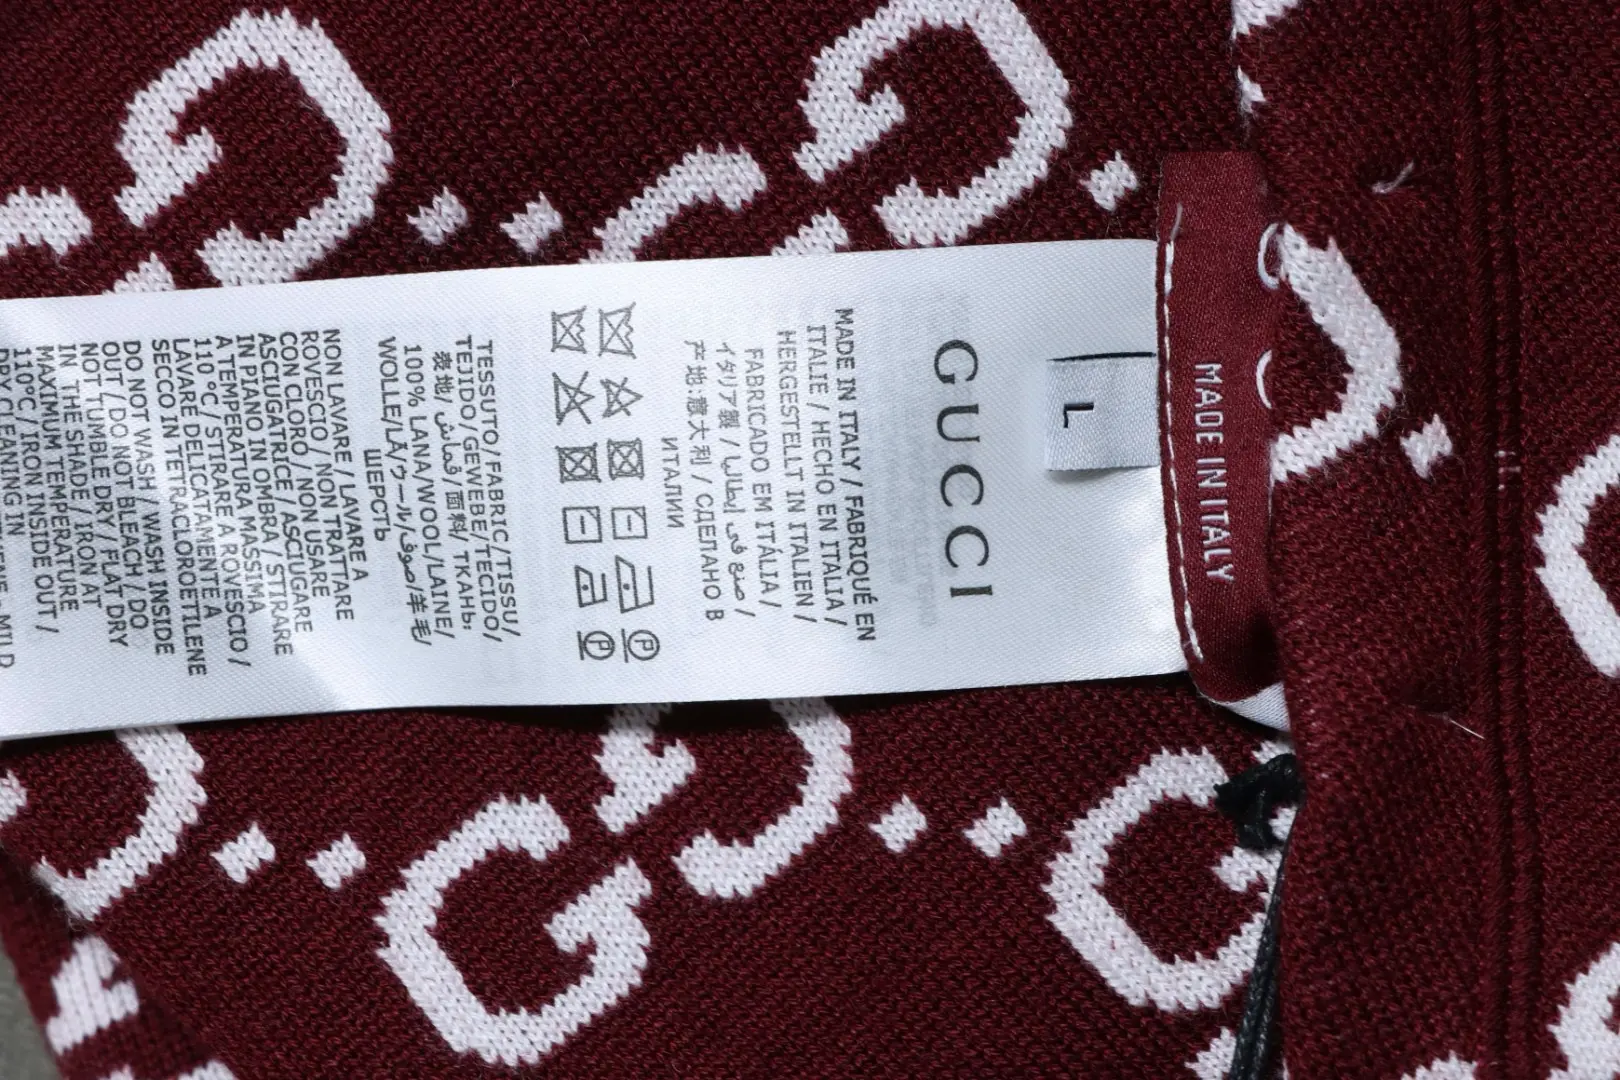 MADE IN ITALY
L
GUCCI
MADE IN ITALY / FABRIQUÉ EN
ITALIE / HECHO EN ITALIA /
HERGESTELLT IN ITALIEN /
FABRICADO EM ITÁLIA /
イタリア製 / صنع في إيطاليا /
产地:意大利 / СДЕЛАНО В
ИТАЛИИ
P
P
TESSUTO/FABRIC/TISSU/
TEJIDO/GEWEBE/TECIDO/
表地/ قماش /面料/ ТКАНЬ:
100% LANA/WOOL/LAINE/
WOLLE/LÃ/ウール/صوف/羊毛/
ШЕРСТЬ
NON LAVARE / LAVARE A
ROVESCIO / NON TRATTARE
CON CLORO / NON USARE
ASCIUGATRICE / ASCIUGARE
IN PIANO IN OMBRA / STIRARE
A TEMPERATURA MASSIMA
110 °C / STIRARE A ROVESCIO /
LAVARE DELICATAMENTE A
SECCO IN TETRACLOROETILENE
DO NOT WASH / WASH INSIDE
OUT / DO NOT BLEACH / DO
NOT TUMBLE DRY / FLAT DRY
IN THE SHADE / IRON AT
MAXIMUM TEMPERATURE
110°C / IRON INSIDE OUT /
DRY CLEANING IN